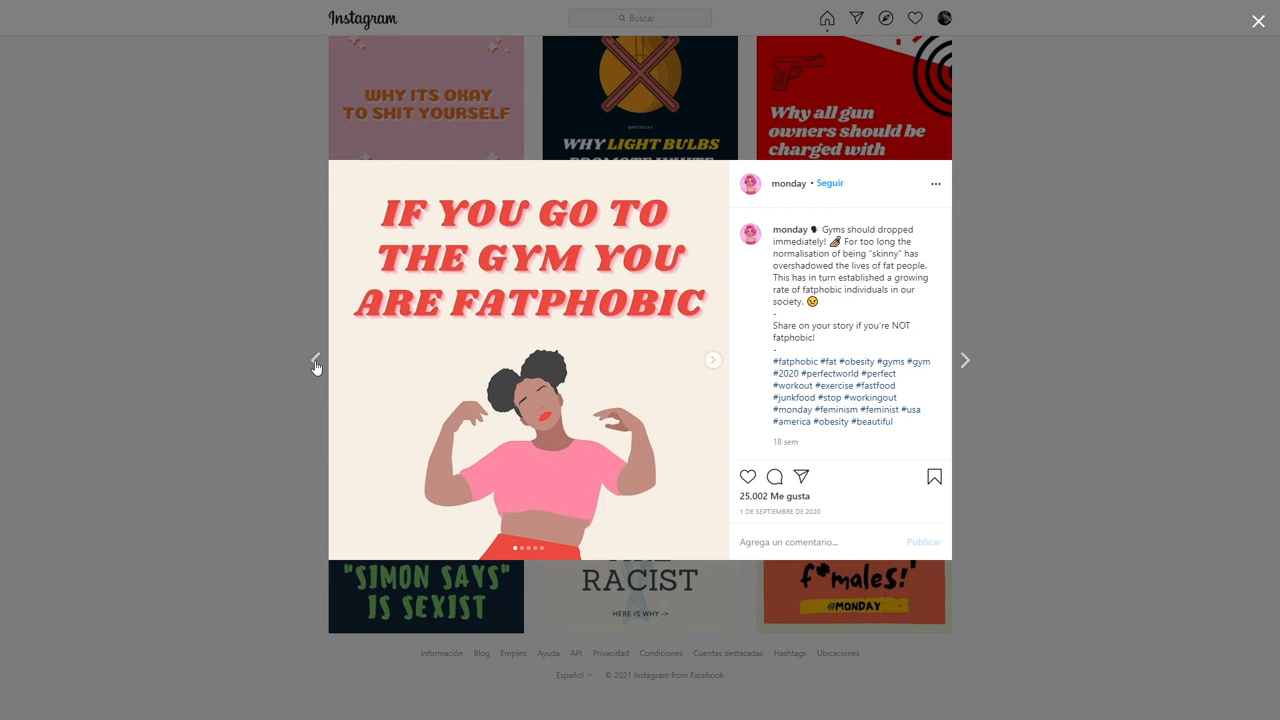 Instagram
Buscar
WHY ITS OKAY
TO SHIT YOURSELF
@MONDAY
WHY LIGHT BULBS
PROMOTE WHITE
Why all gun
owners should be
charged with
IF YOU GO TO
THE GYM YOU
ARE FATPHOBIC
monday • Seguir
monday 🗣 Gyms should dropped
immediately! 💅🏿 For too long the
normalisation of being "skinny" has
overshadowed the lives of fat people.
This has in turn established a growing
rate of fatphobic individuals in our
society. 😠
-
Share on your story if you're NOT
fatphobic!
-
#fatphobic #fat #obesity #gyms #gym
#2020 #perfectworld #perfect
#workout #exercise #fastfood
#junkfood #stop #workingout
#monday #feminism #feminist #usa
#america #obesity #beautiful
18 sem
25.002 Me gusta
1 DE SEPTIEMBRE DE 2020
Agrega un comentario...
Publicar
"SIMON SAYS"
IS SEXIST
ARE
RACIST
HERE IS WHY ->
f*males!'
@MONDAY
Información Blog Empleo Ayuda API Privacidad Condiciones Cuentas destacadas Hashtags Ubicaciones
Español © 2021 Instagram from Facebook